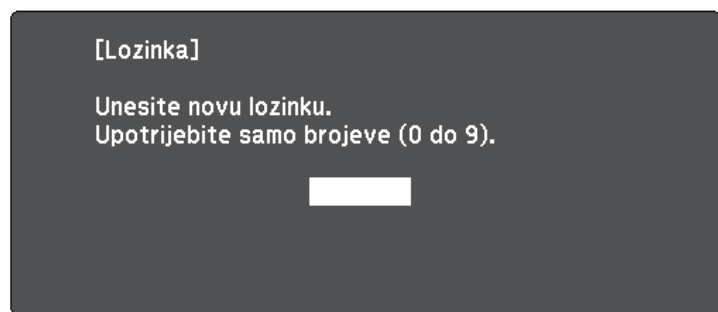 [Lozinka]
Unesite novu lozinku.
Upotrijebite samo brojeve (0 do 9).